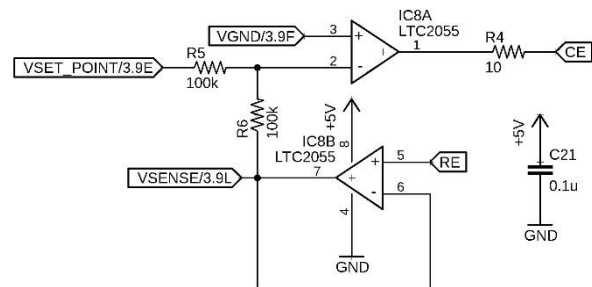 IC8A
LTC2055
VGND/3.9F
3
+
1
R4
10
CE
R5
VSET_POINT/3.9E
100k
2
-
R6
100k
+5V
IC8B
LTC2055
8
VSENSE/3.9L
7
+
+
5
RE
-
6
4
GND
+5V
+
C21
0.1u
GND